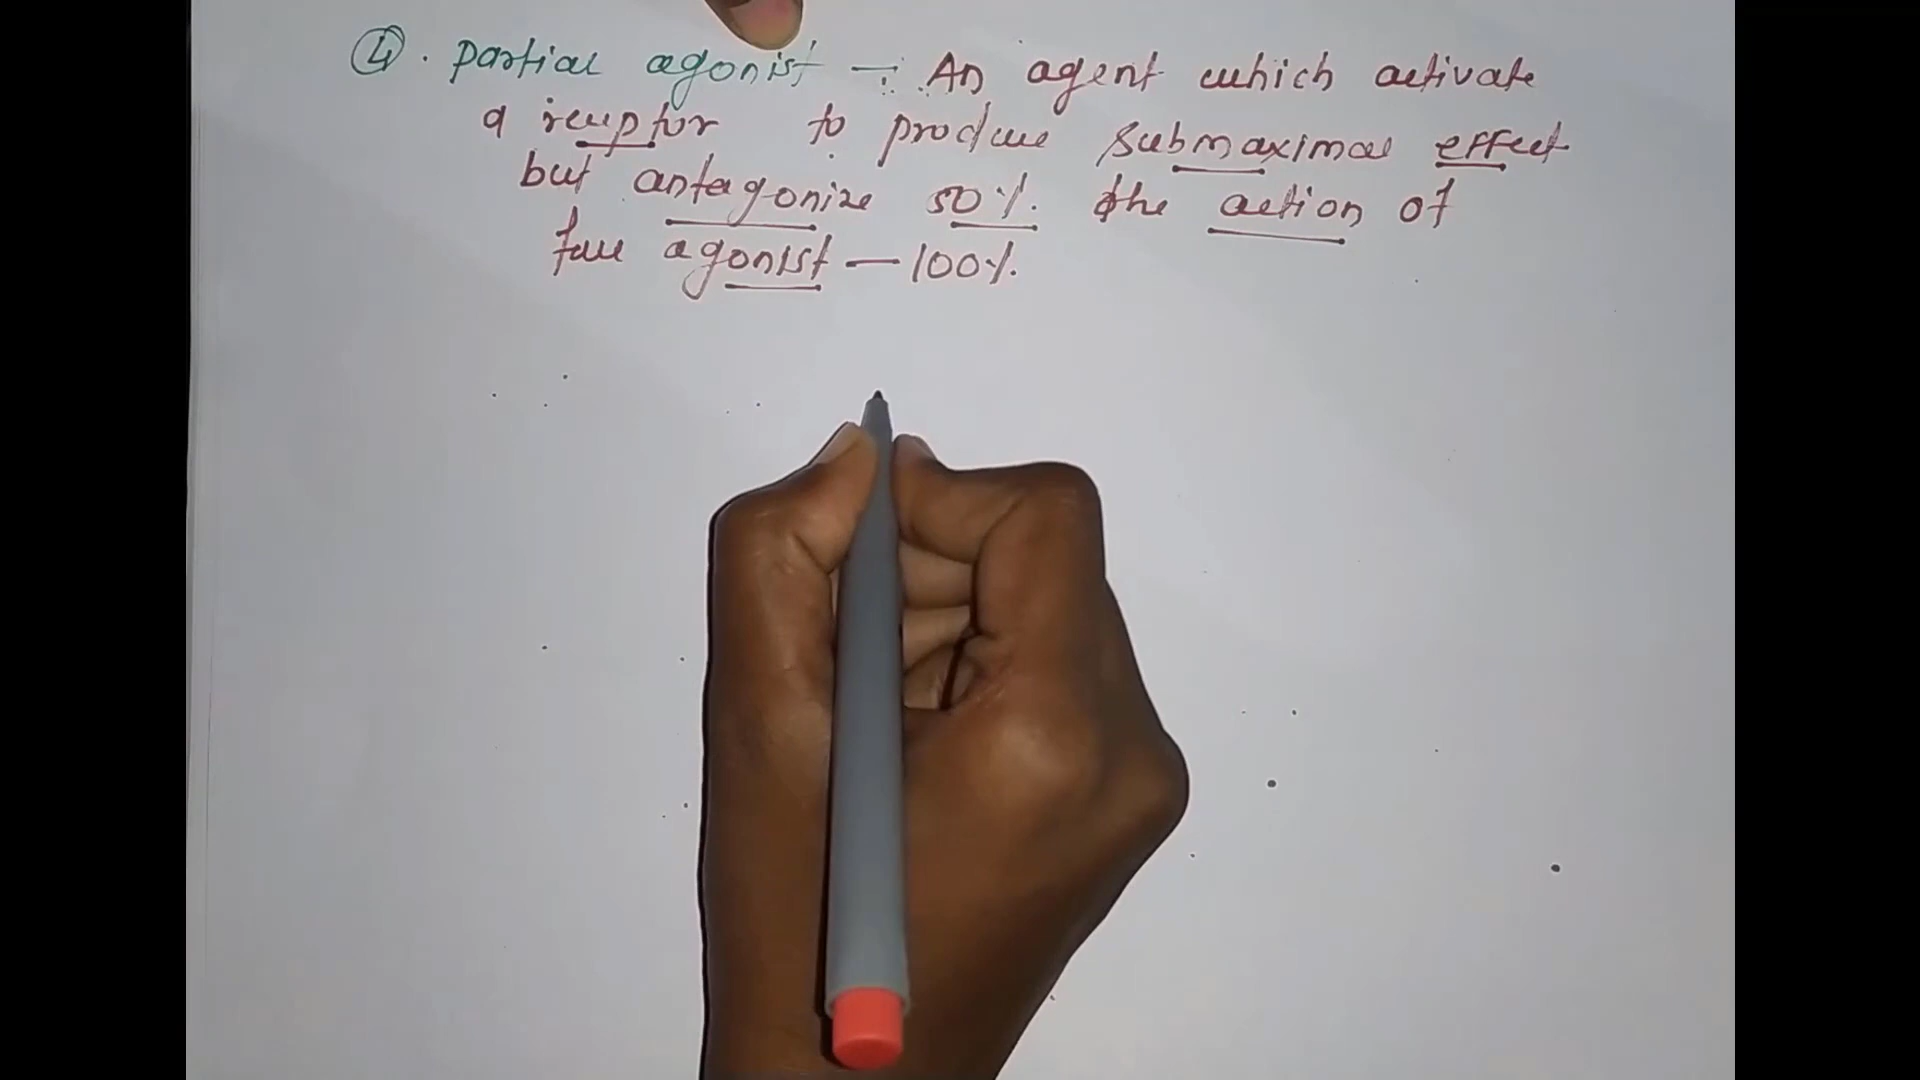 4. Partial agonist - An agent which activate
a receptor to produce submaximal effect
but antagonize 50%. the action of
full agonist - 100%.